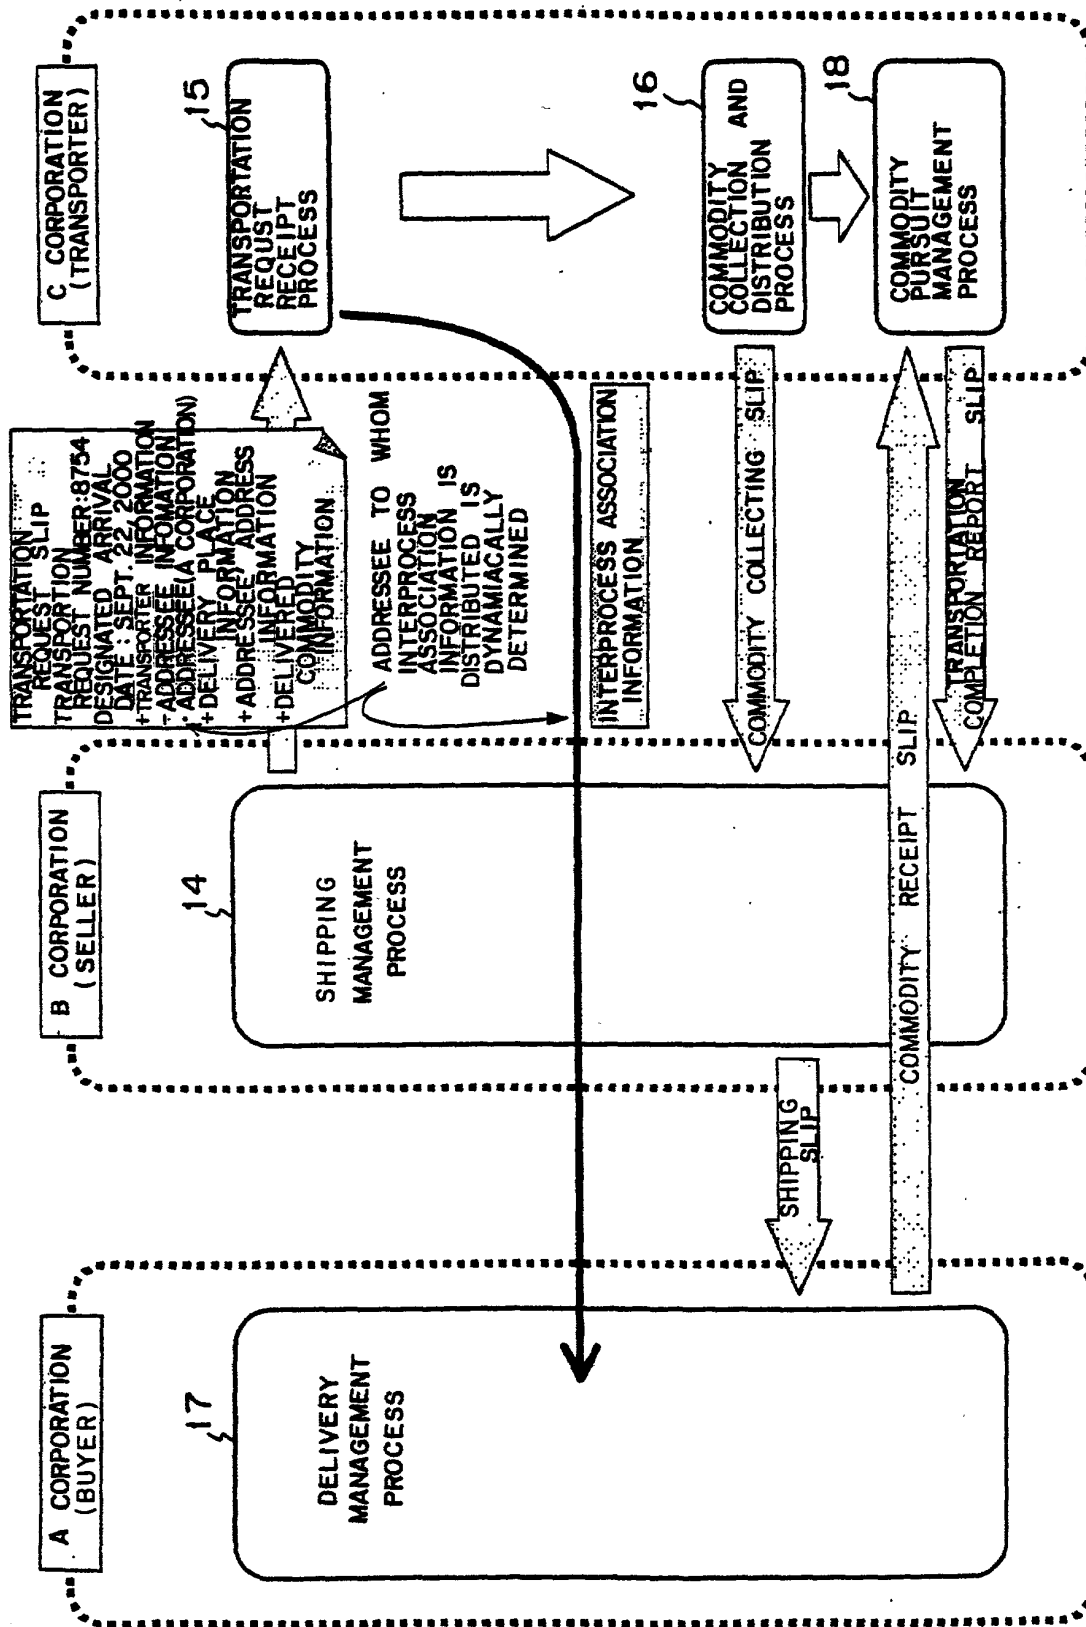 A CORPORATION
(BUYER)
17
DELIVERY
MANAGEMENT
PROCESS
B CORPORATION
(SELLER)
14
SHIPPING
MANAGEMENT
PROCESS
SHIPPING
SLIP
TRANSPORTATION
REQUEST SLIP
TRANSPORTION
REQUEST NUMBER:8754
DESIGNATED ARRIVAL
DATE : SEPT. 22, 2000
+TRANSPORTER INFORMATION
-ADDRESSEE INFOMATION
· ADDRESSEE(A CORPORATION)
+DELIVERY PLACE
INFORMATION
+ADDRESSEE ADDRESS
INFORMATION
+DELIVERED
COMMODITY
INFORMATION
ADDRESSEE TO WHOM
INTERPROCESS
ASSOCIATION
INFORMATION IS
DISTRIBUTED IS
DYNAMIACALLY
DETERMINED
INTERPROCESS ASSOCIATION
INFORMATION
COMMODITY COLLECTING SLIP
COMMODITY RECEIPT SLIP
TRANSPORTATION
COMPLETION REPORT SLIP
C CORPORATION
(TRANSPORTER)
15
TRANSPORTATION
REQUST
RECEIPT
PROCESS
16
COMMODITY
COLLECTION AND
DISTRIBUTION
PROCESS
18
COMMODITY
PURSUIT
MANAGEMENT
PROCESS